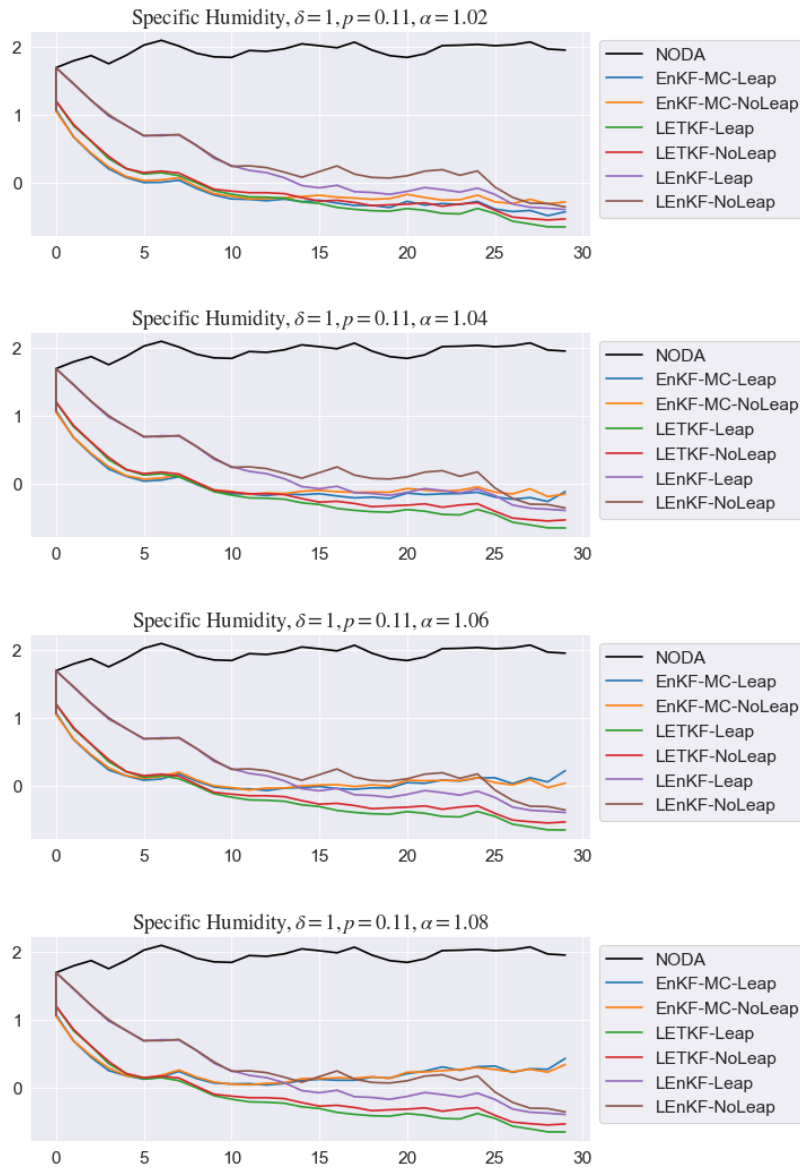 Specific Humidity, δ = 1, p = 0.11, α = 1.02
2
1
0
0 5 10 15 20 25 30
NODA
EnKF-MC-Leap
EnKF-MC-NoLeap
LETKF-Leap
LETKF-NoLeap
LEnKF-Leap
LEnKF-NoLeap
Specific Humidity, δ = 1, p = 0.11, α = 1.04
2
1
0
0 5 10 15 20 25 30
NODA
EnKF-MC-Leap
EnKF-MC-NoLeap
LETKF-Leap
LETKF-NoLeap
LEnKF-Leap
LEnKF-NoLeap
Specific Humidity, δ = 1, p = 0.11, α = 1.06
2
1
0
0 5 10 15 20 25 30
NODA
EnKF-MC-Leap
EnKF-MC-NoLeap
LETKF-Leap
LETKF-NoLeap
LEnKF-Leap
LEnKF-NoLeap
Specific Humidity, δ = 1, p = 0.11, α = 1.08
2
1
0
0 5 10 15 20 25 30
NODA
EnKF-MC-Leap
EnKF-MC-NoLeap
LETKF-Leap
LETKF-NoLeap
LEnKF-Leap
LEnKF-NoLeap